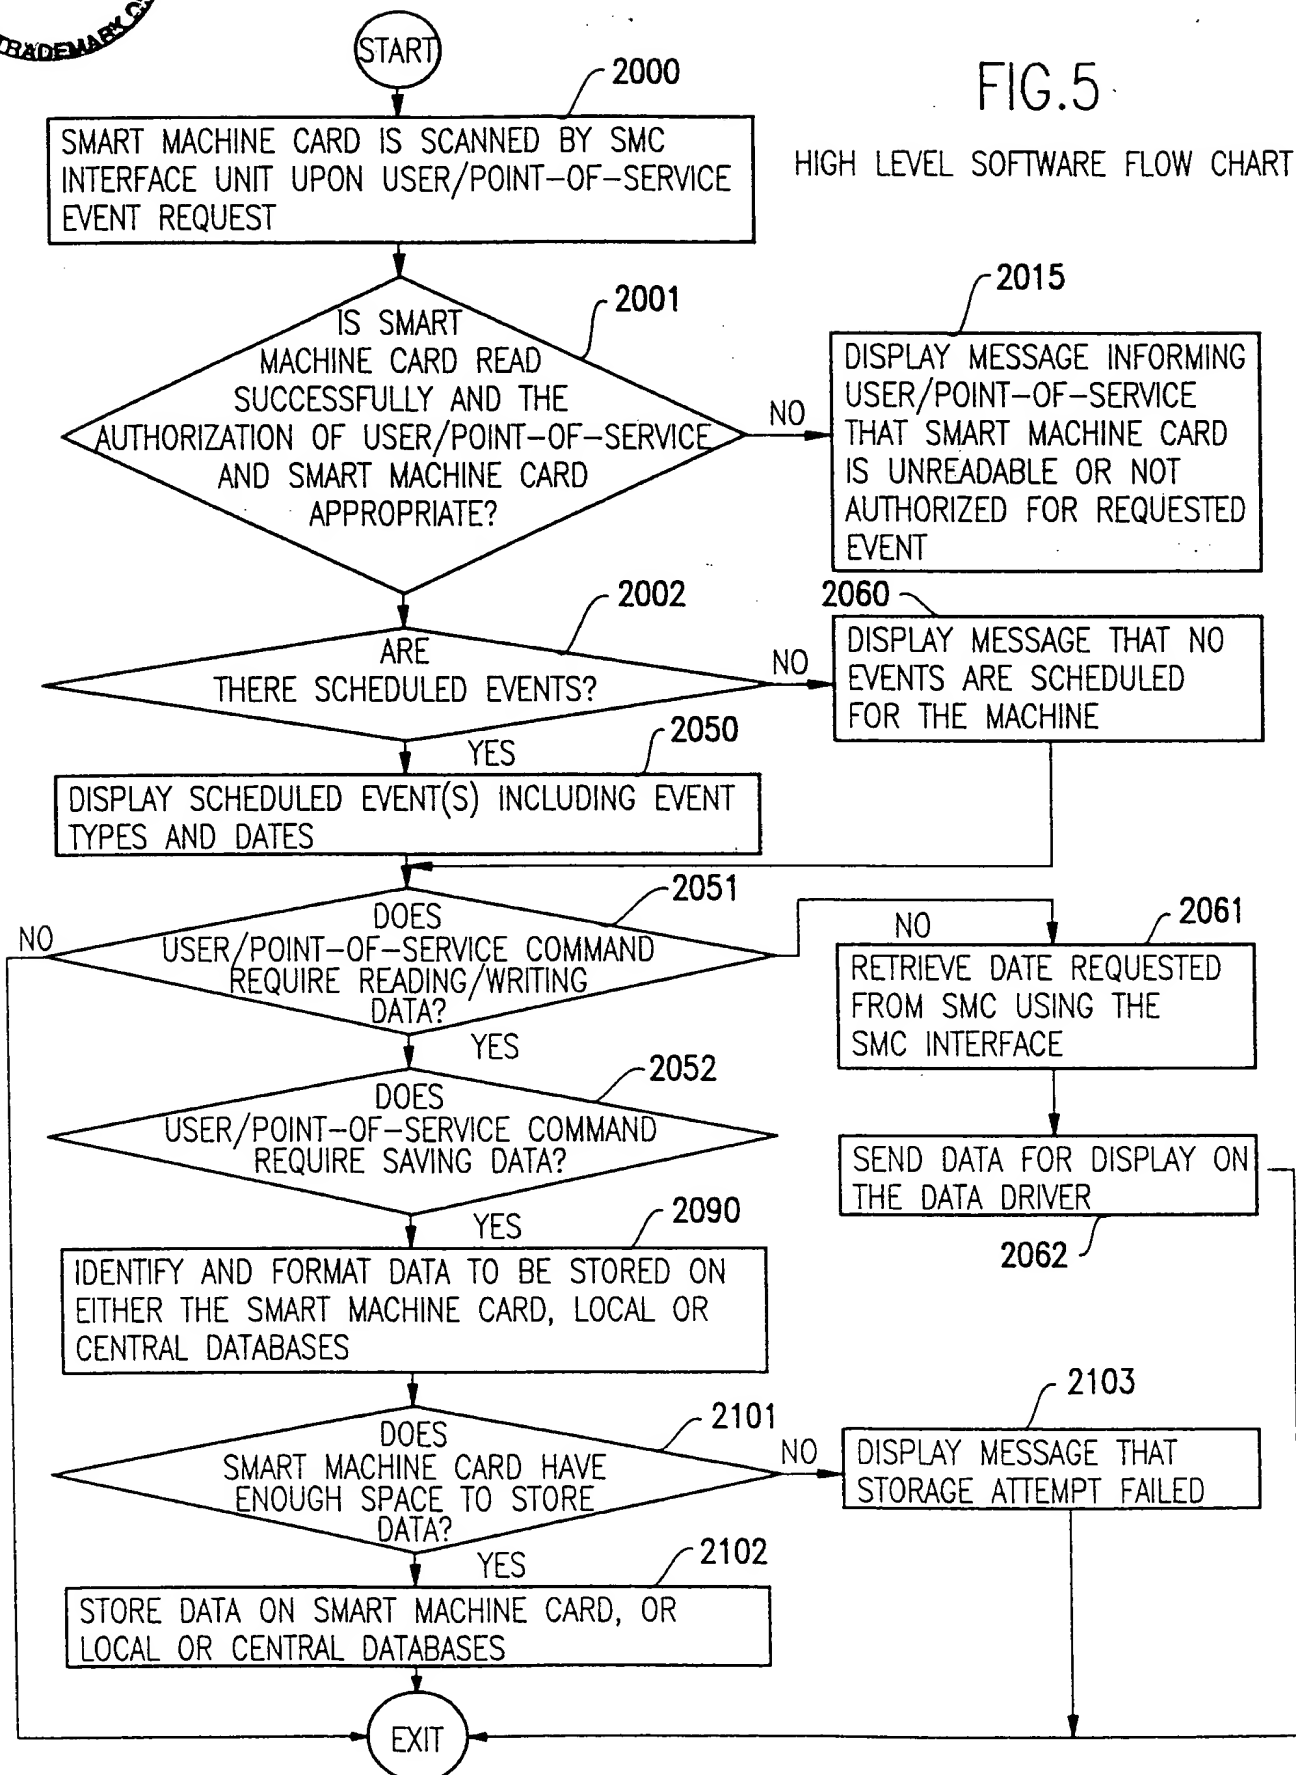 TRADEMARK
START
2000
FIG.5
HIGH LEVEL SOFTWARE FLOW CHART
SMART MACHINE CARD IS SCANNED BY SMC
INTERFACE UNIT UPON USER/POINT-OF-SERVICE
EVENT REQUEST
2001
IS SMART
MACHINE CARD READ
SUCCESSFULLY AND THE
AUTHORIZATION OF USER/POINT-OF-SERVICE
AND SMART MACHINE CARD
APPROPRIATE?
NO
2015
DISPLAY MESSAGE INFORMING
USER/POINT-OF-SERVICE
THAT SMART MACHINE CARD
IS UNREADABLE OR NOT
AUTHORIZED FOR REQUESTED
EVENT
2002
ARE
THERE SCHEDULED EVENTS?
NO
2060
DISPLAY MESSAGE THAT NO
EVENTS ARE SCHEDULED
FOR THE MACHINE
YES
2050
DISPLAY SCHEDULED EVENT(S) INCLUDING EVENT
TYPES AND DATES
2051
NO
DOES
USER/POINT-OF-SERVICE COMMAND
REQUIRE READING/WRITING
DATA?
NO
2061
RETRIEVE DATE REQUESTED
FROM SMC USING THE
SMC INTERFACE
YES
2052
DOES
USER/POINT-OF-SERVICE COMMAND
REQUIRE SAVING DATA?
SEND DATA FOR DISPLAY ON
THE DATA DRIVER
2062
YES
2090
IDENTIFY AND FORMAT DATA TO BE STORED ON
EITHER THE SMART MACHINE CARD, LOCAL OR
CENTRAL DATABASES
2101
DOES
SMART MACHINE CARD HAVE
ENOUGH SPACE TO STORE
DATA?
NO
2103
DISPLAY MESSAGE THAT
STORAGE ATTEMPT FAILED
YES
2102
STORE DATA ON SMART MACHINE CARD, OR
LOCAL OR CENTRAL DATABASES
EXIT